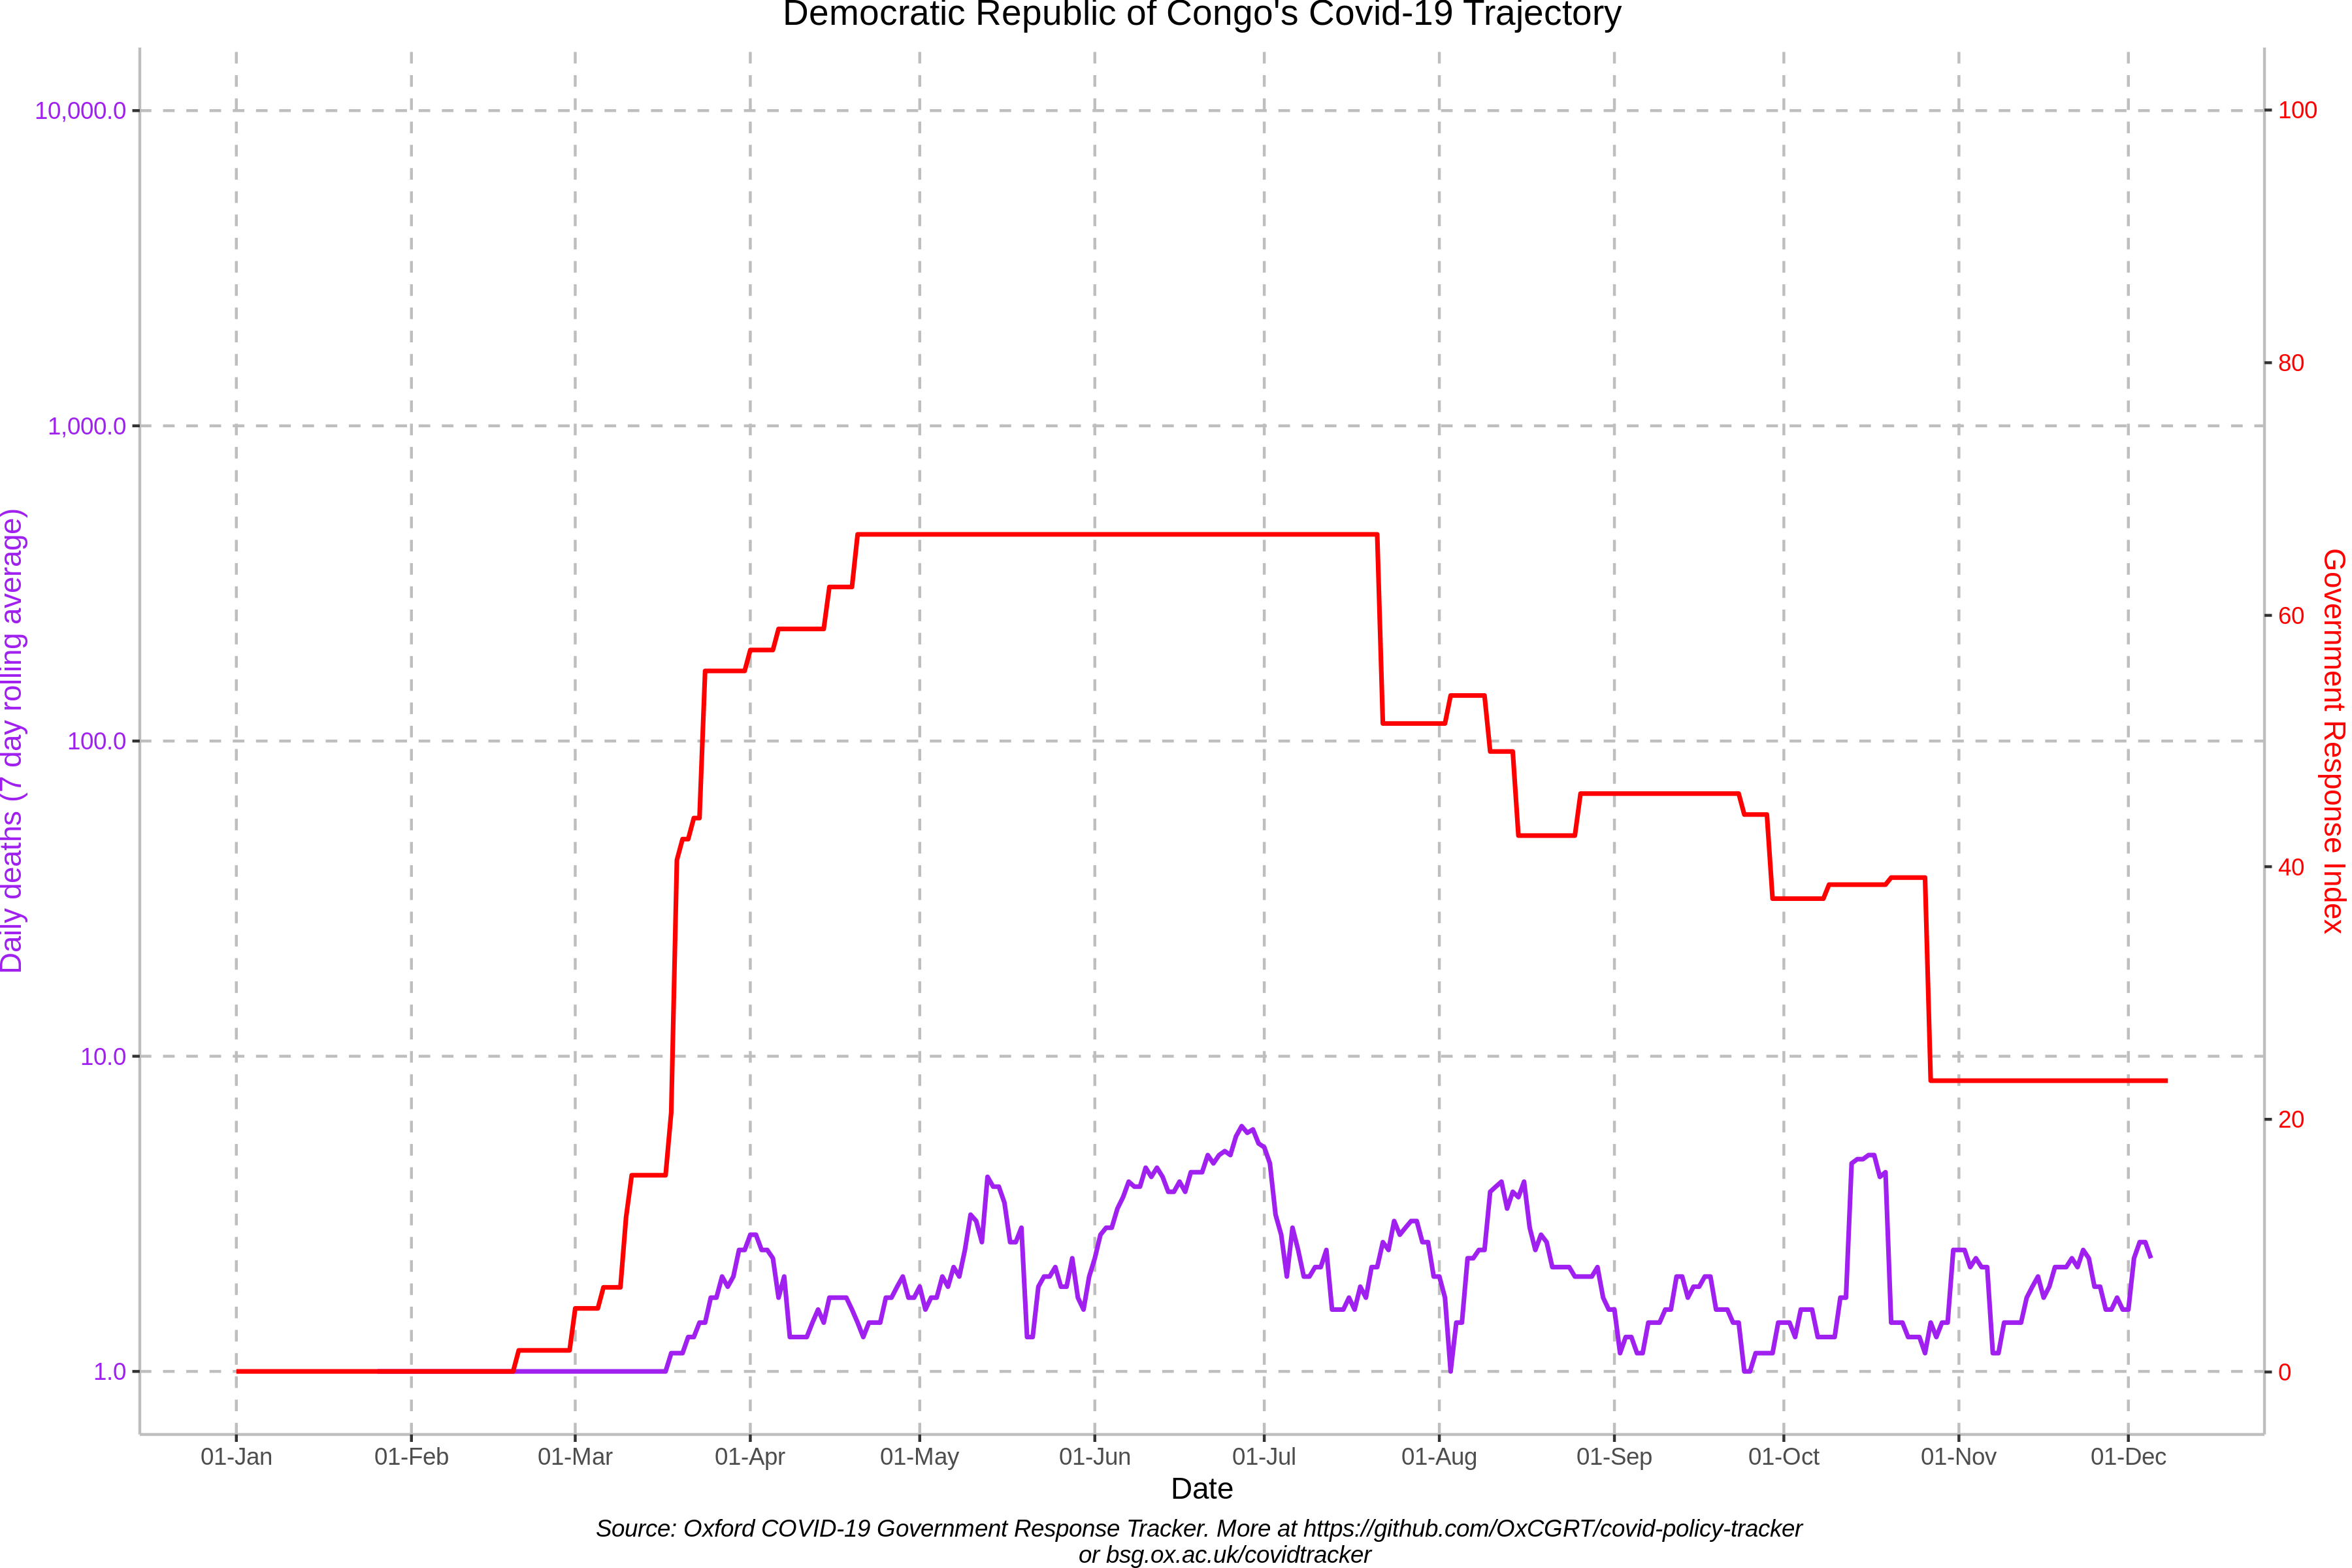 Democratic Republic of Congo's Covid-19 Trajectory
10,000.0
1,000.0
100.0
10.0
1.0
Daily deaths (7 day rolling average)
100
80
60
40
20
0
Government Response Index
01-Jan
01-Feb
01-Mar
01-Apr
01-May
01-Jun
01-Jul
01-Aug
01-Sep
01-Oct
01-Nov
01-Dec
Date
Source: Oxford COVID-19 Government Response Tracker. More at https://github.com/OxCGRT/covid-policy-tracker
or bsg.ox.ac.uk/covidtracker